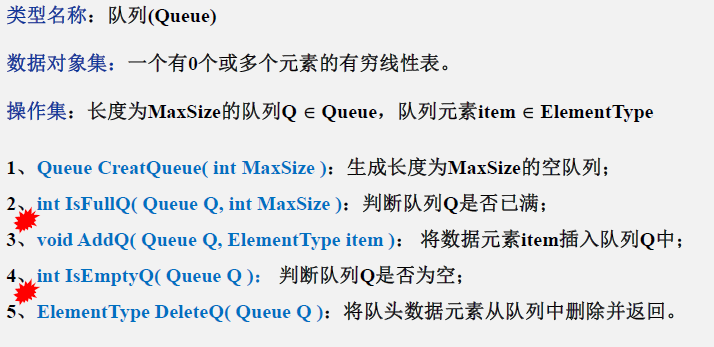 类型名称：队列(Queue)
数据对象集：一个有0个或多个元素的有穷线性表。
操作集：长度为MaxSize的队列Q ∈ Queue，队列元素item ∈ ElementType
1、Queue CreatQueue( int MaxSize )：生成长度为MaxSize的空队列；
2、int IsFullQ( Queue Q, int MaxSize )：判断队列Q是否已满；
3、void AddQ( Queue Q, ElementType item )： 将数据元素item插入队列Q中；
4、int IsEmptyQ( Queue Q )： 判断队列Q是否为空；
5、ElementType DeleteQ( Queue Q )：将队头数据元素从队列中删除并返回。